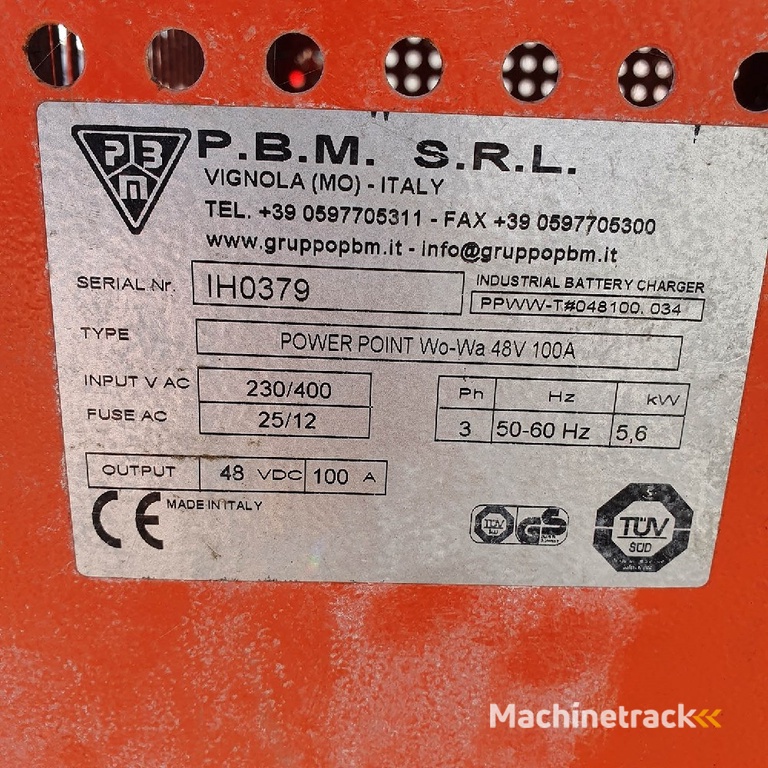 PBM
P.B.M. S.R.L.
VIGNOLA (MO) - ITALY
TEL. +39 0597705311 - FAX +39 0597705300
www.gruppopbm.it - info@gruppopbm.it
SERIAL Nr. IH0379
INDUSTRIAL BATTERY CHARGER
PPWW-T#048100. 034
TYPE POWER POINT Wo-Wa 48V 100A
INPUT V AC 230/400
FUSE AC 25/12
Ph Hz kW
3 50-60 Hz 5,6
OUTPUT 48 VDC 100 A
CE MADE IN ITALY
TÜV GS
TÜV
SÜD
Machinetrack